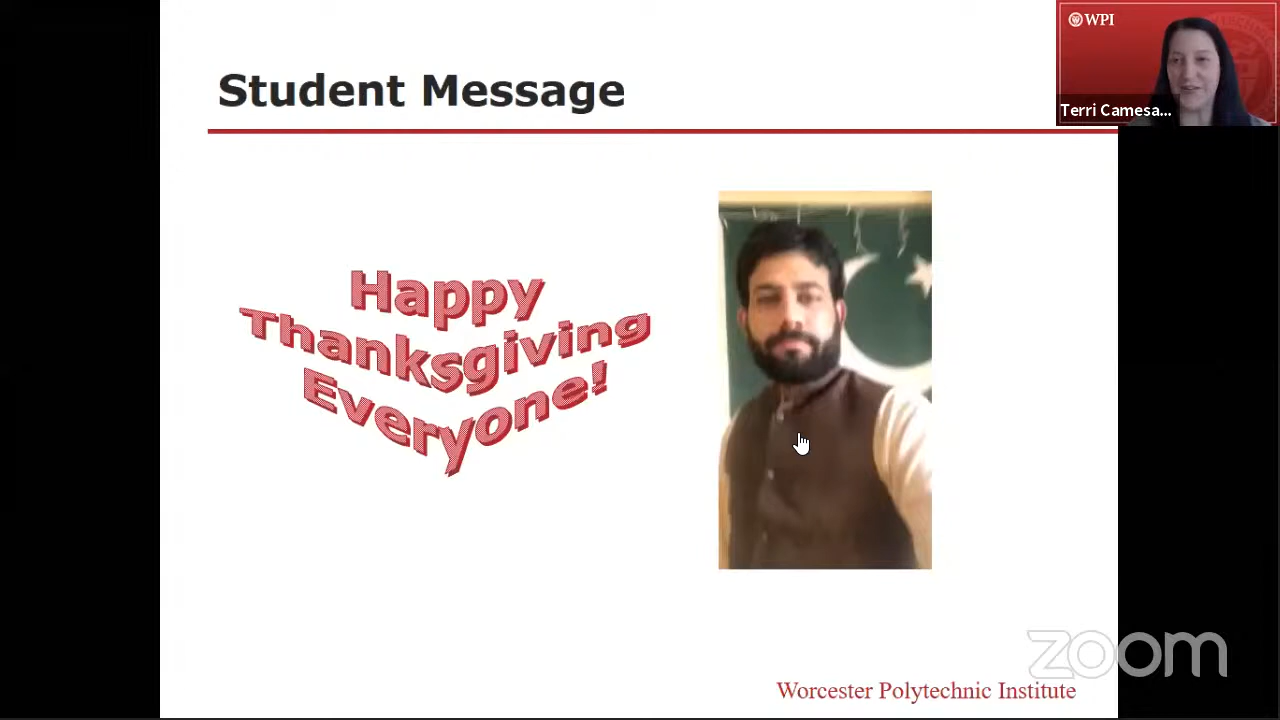 Student Message
WPI
Terri Camesa...
Happy
Thanksgiving
Everyone!
zoom
Worcester Polytechnic Institute